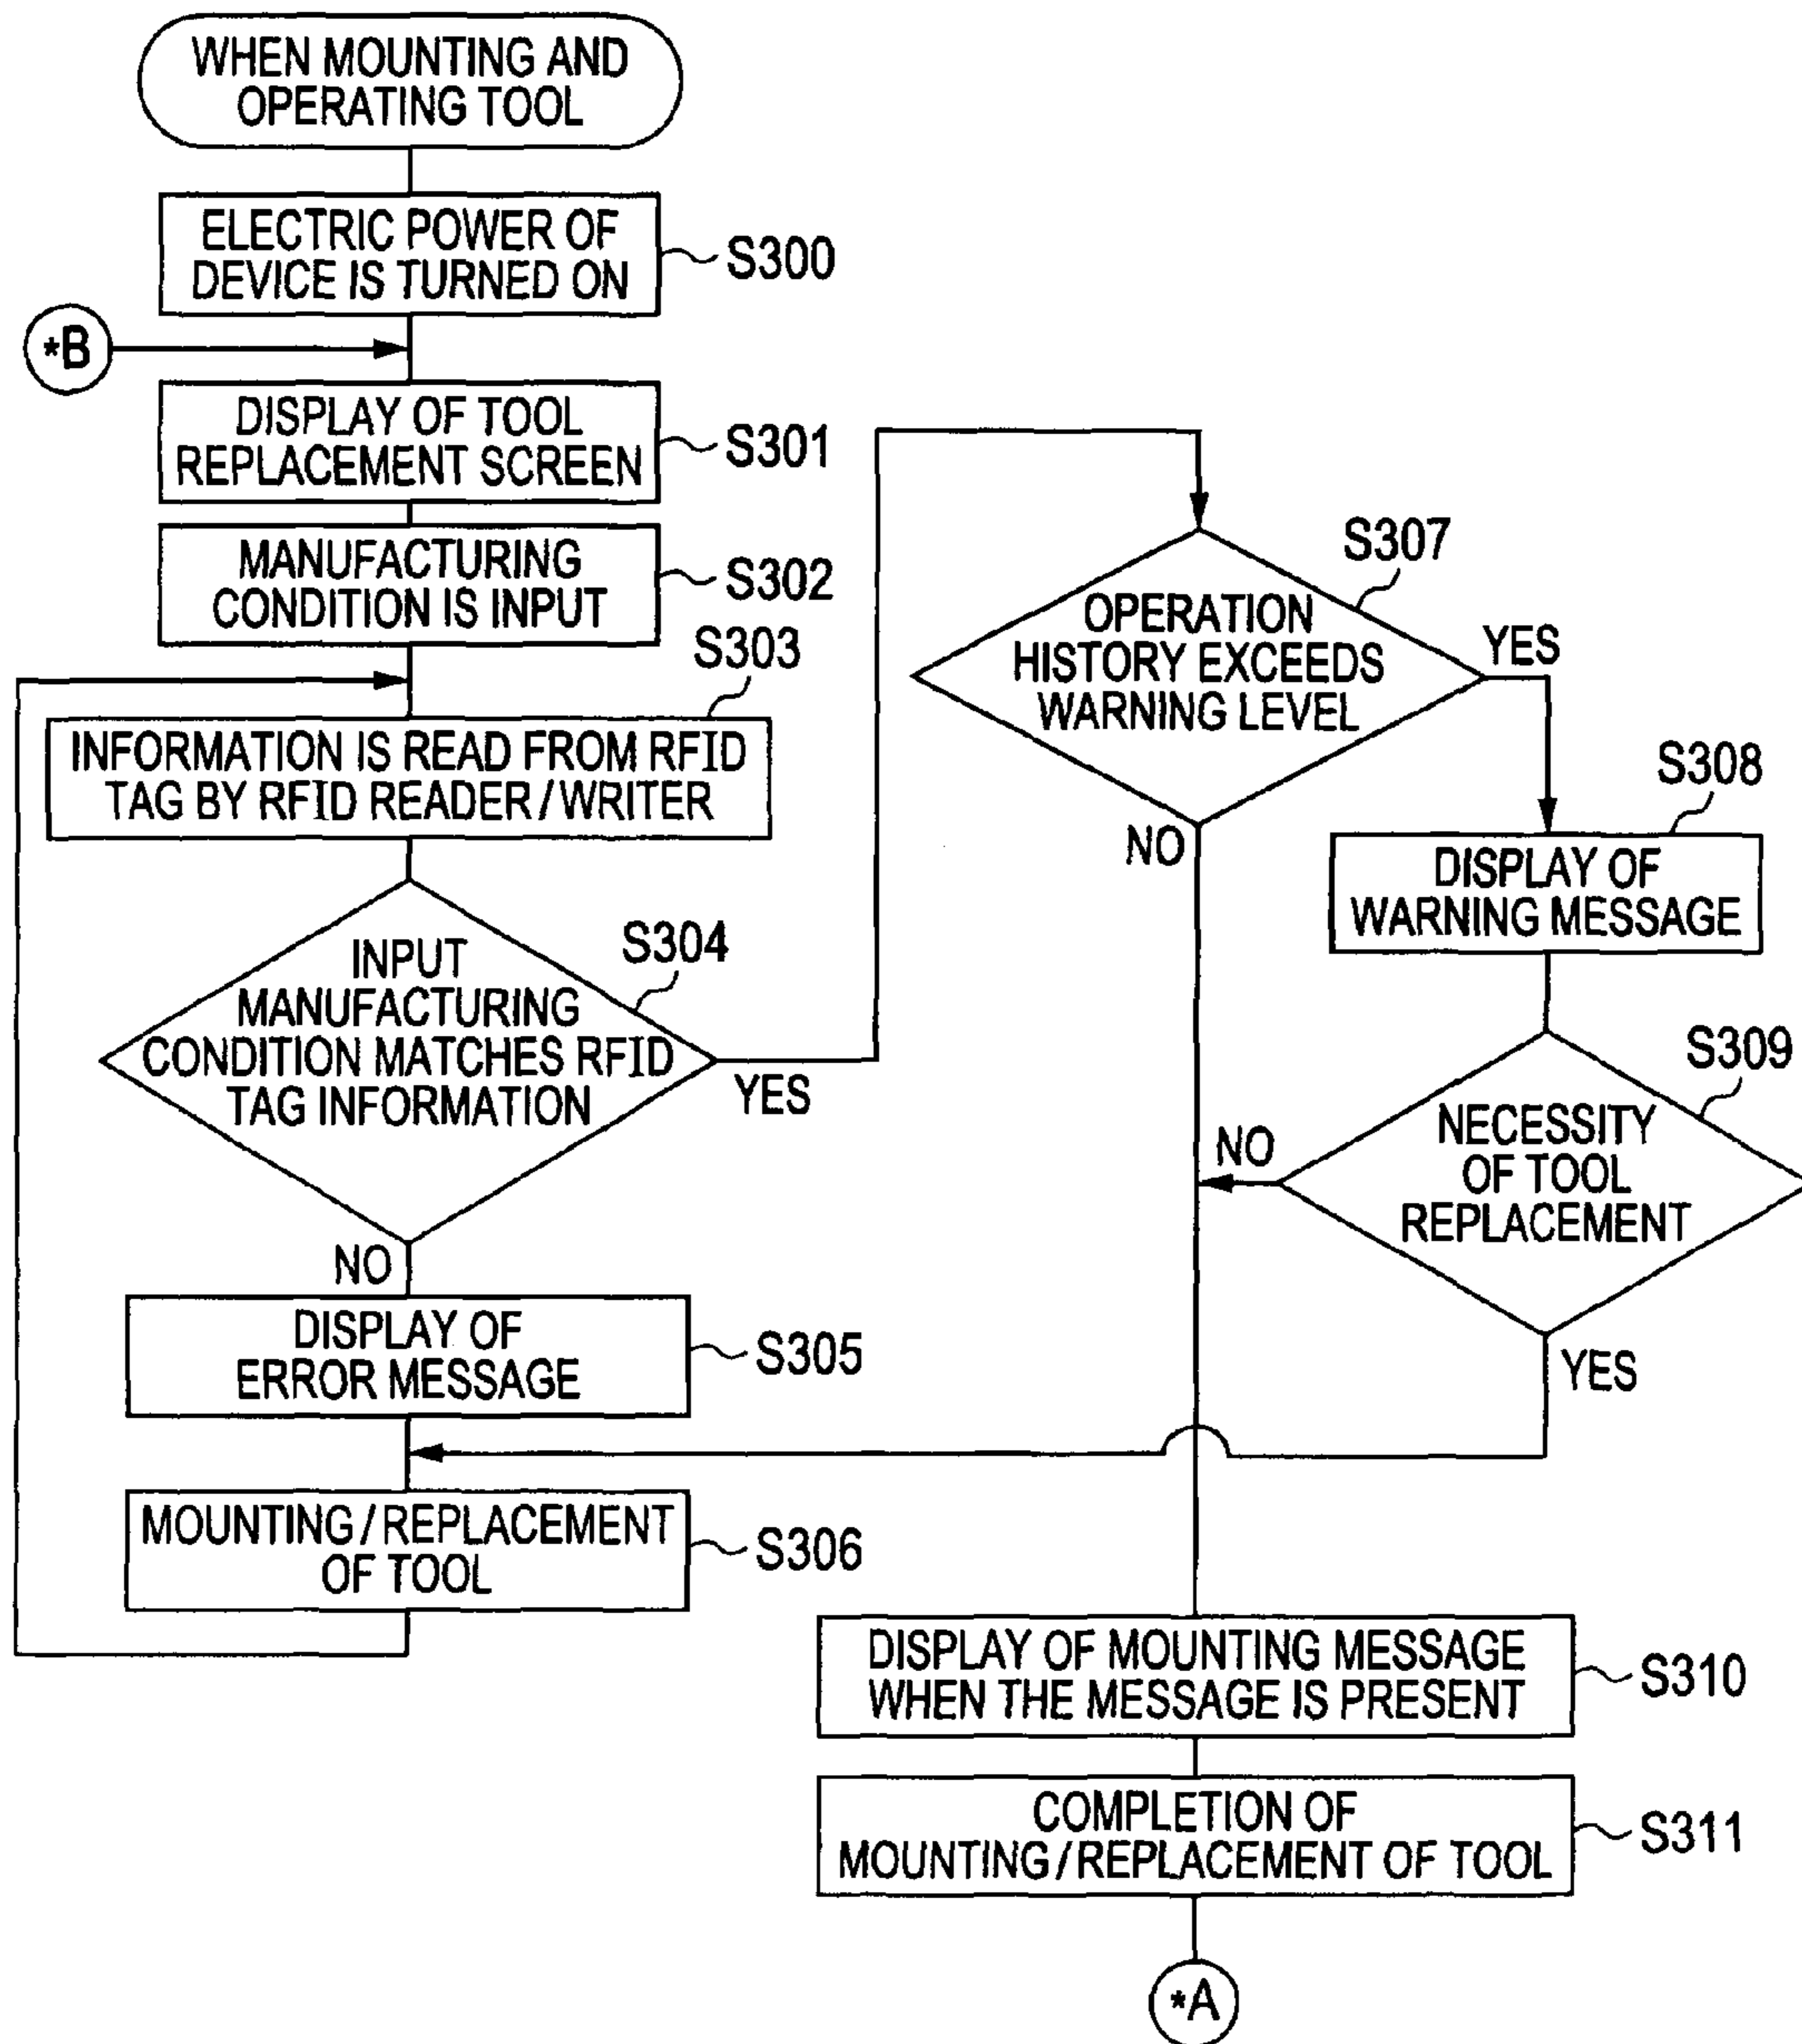 WHEN MOUNTING AND
OPERATING TOOL
ELECTRIC POWER OF
DEVICE IS TURNED ON
S300
*B
DISPLAY OF TOOL
REPLACEMENT SCREEN
S301
MANUFACTURING
CONDITION IS INPUT
S302
S303
INFORMATION IS READ FROM RFID
TAG BY RFID READER/WRITER
S304
INPUT
MANUFACTURING
CONDITION MATCHES RFID
TAG INFORMATION
YES
NO
DISPLAY OF
ERROR MESSAGE
S305
MOUNTING/REPLACEMENT
OF TOOL
S306
S307
OPERATION
HISTORY EXCEEDS
WARNING LEVEL
YES
NO
S308
DISPLAY OF
WARNING MESSAGE
S309
NECESSITY
OF TOOL
REPLACEMENT
NO
YES
DISPLAY OF MOUNTING MESSAGE
WHEN THE MESSAGE IS PRESENT
S310
COMPLETION OF
MOUNTING/REPLACEMENT OF TOOL
S311
*A